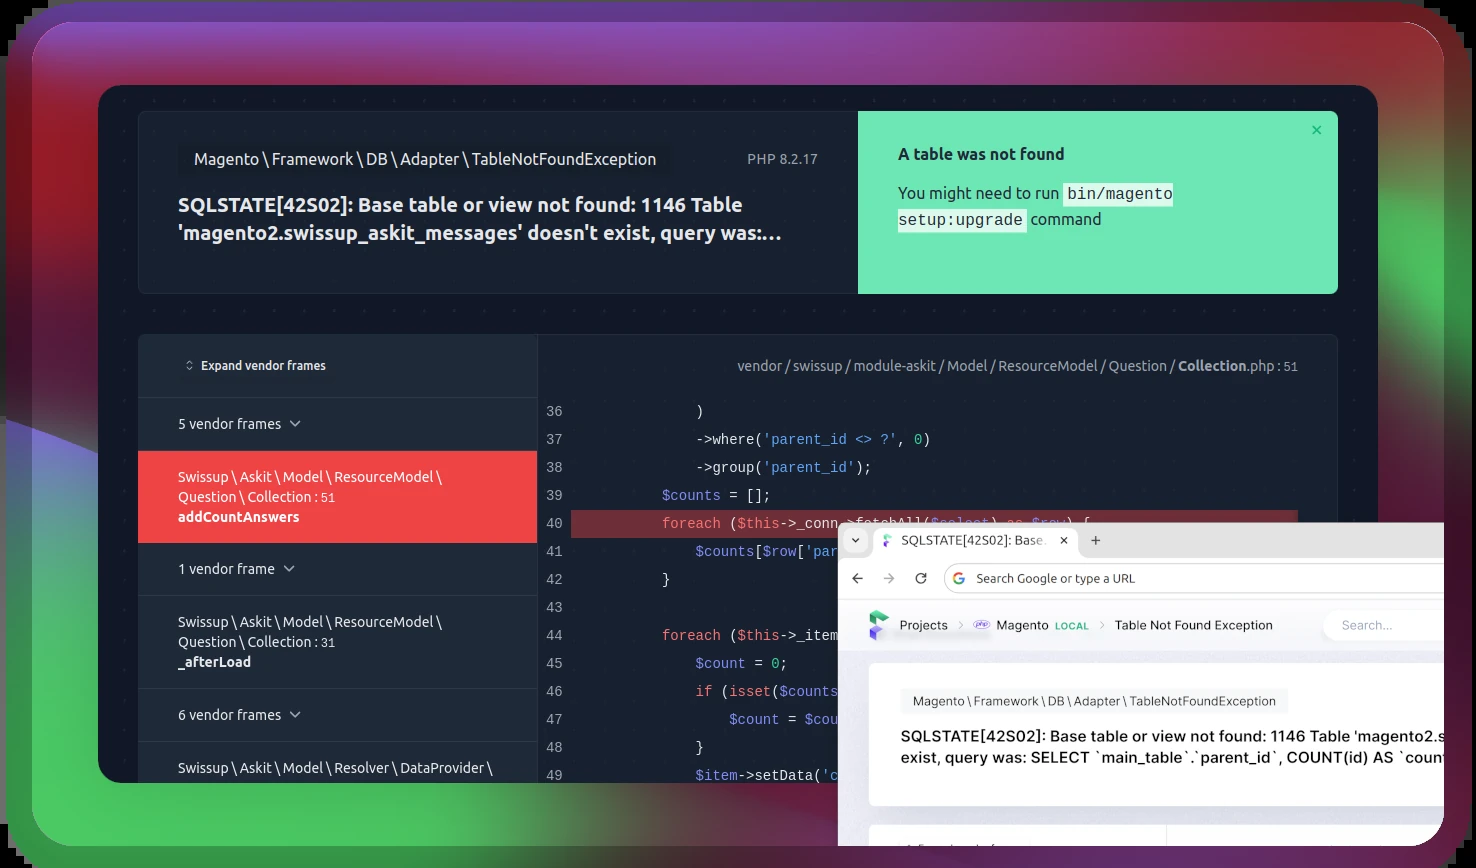 Magento\Framework\DB\Adapter\TableNotFoundException
PHP 8.2.17
SQLSTATE[42S02]: Base table or view not found: 1146 Table
'magento2.swissup_askit_messages' doesn't exist, query was:...
A table was not found
You might need to run bin/magento
setup:upgrade command
Expand vendor frames
5 vendor frames
Swissup\Askit\Model\ResourceModel\
Question\Collection:51
addCountAnswers
1 vendor frame
Swissup\Askit\Model\ResourceModel\
Question\Collection:31
_afterLoad
6 vendor frames
Swissup\Askit\Model\Resolver\DataProvider\
vendor/swissup/module-askit/Model/ResourceModel/Question/Collection.php:51
36 )
37 ->where('parent_id <> ?', 0)
38 ->group('parent_id');
39 $counts = [];
40 foreach ($this->_conn->fetchAll($select) as $row) {
41 $counts[$row['par
42 }
43
44 foreach ($this->_item
45 $count = 0;
46 if (isset($counts
47 $count = $cou
48 }
49 $item->setData('c
SQLSTATE[42S02]: Base
Search Google or type a URL
Projects > php Magento LOCAL > Table Not Found Exception
Search...
Magento\Framework\DB\Adapter\TableNotFoundException
SQLSTATE[42S02]: Base table or view not found: 1146 Table 'magento2.s
exist, query was: SELECT `main_table`.`parent_id`, COUNT(id) AS `count